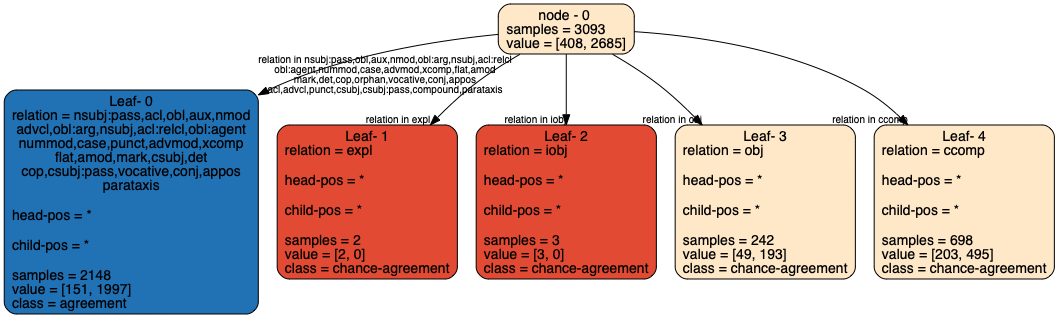 node - 0
samples = 3093
value = [408, 2685]
relation in nsubj:pass,obl,aux,nmod,obl:arg,nsubj,acl:relcl
obl:agent,nummod,case,advmod,xcomp,flat,amod
mark,det,cop,orphan,vocative,conj,appos
acl,advcl,punct,csubj,csubj:pass,compound,parataxis
relation in expl
relation in iobj
relation in obj
relation in ccomp
Leaf- 0
relation = nsubj:pass,acl,obl,aux,nmod
advcl,obl:arg,nsubj,acl:relcl,obl:agent
nummod,case,punct,advmod,xcomp
flat,amod,mark,csubj,det
cop,csubj:pass,vocative,conj,appos
parataxis
head-pos = *
child-pos = *
samples = 2148
value = [151, 1997]
class = agreement
Leaf- 1
relation = expl
head-pos = *
child-pos = *
samples = 2
value = [2, 0]
class = chance-agreement
Leaf- 2
relation = iobj
head-pos = *
child-pos = *
samples = 3
value = [3, 0]
class = chance-agreement
Leaf- 3
relation = obj
head-pos = *
child-pos = *
samples = 242
value = [49, 193]
class = chance-agreement
Leaf- 4
relation = ccomp
head-pos = *
child-pos = *
samples = 698
value = [203, 495]
class = chance-agreement